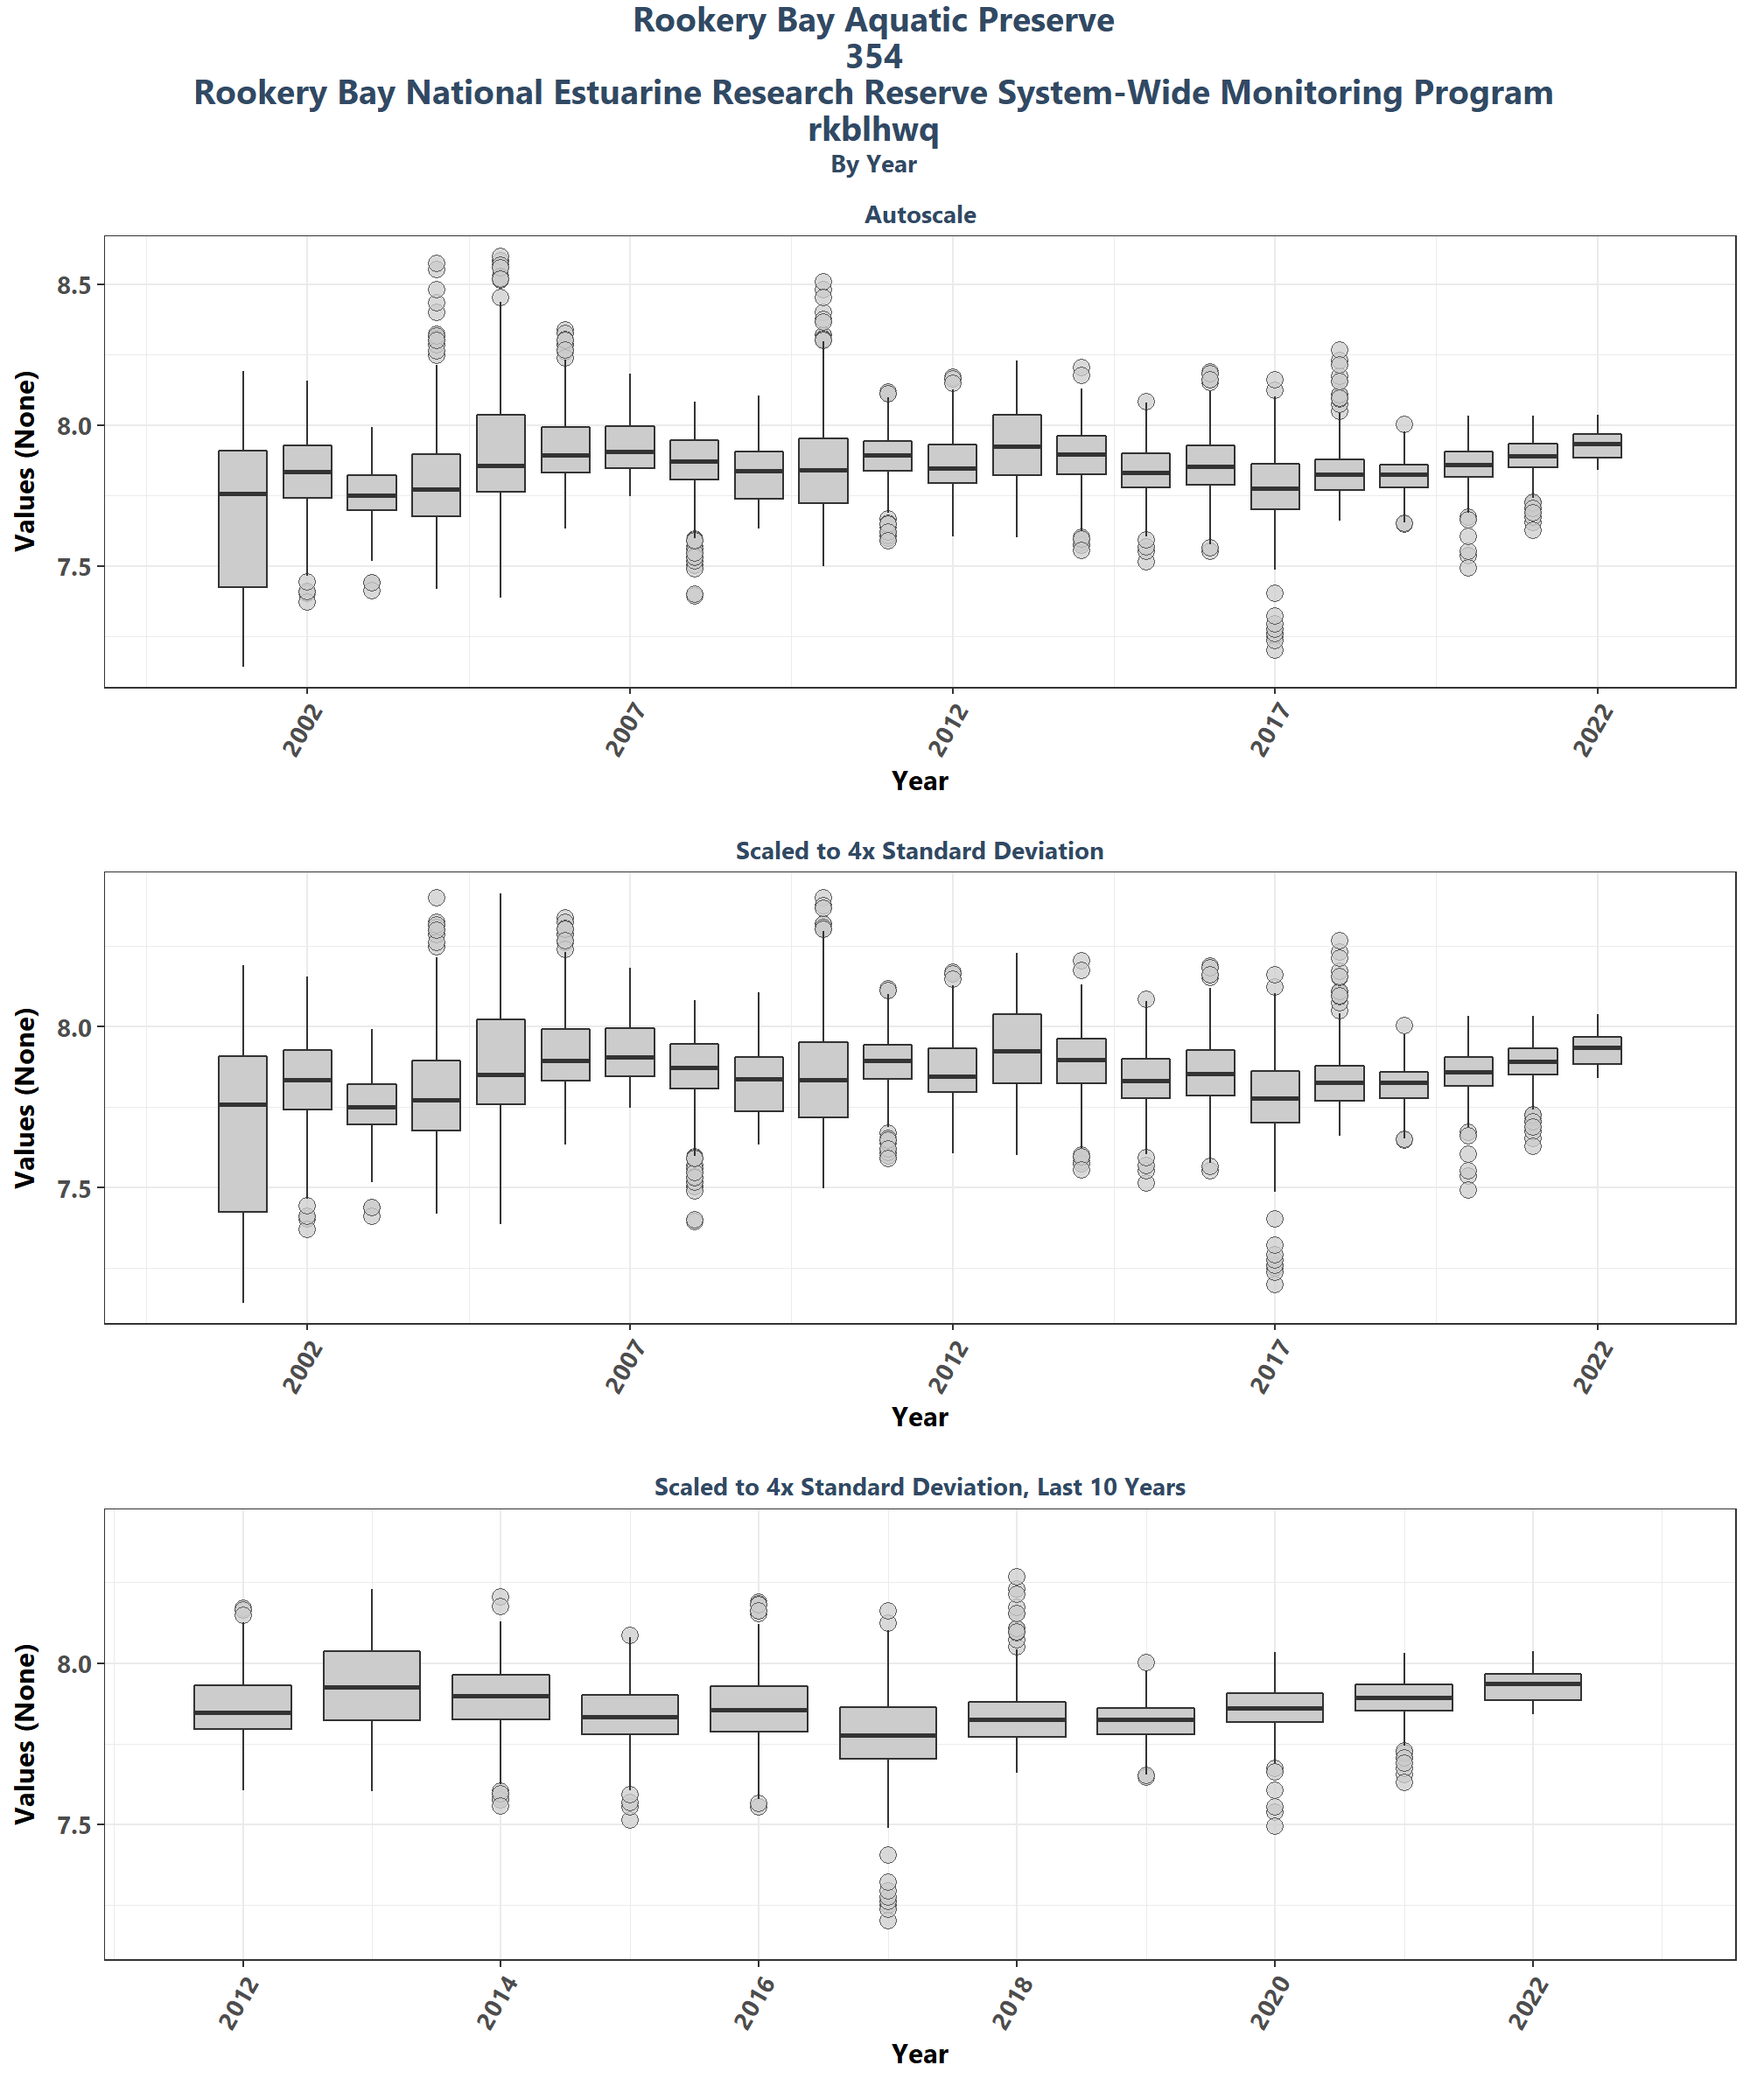 Rookery Bay Aquatic Preserve
354
Rookery Bay National Estuarine Research Reserve System-Wide Monitoring Program
rkblhwq
By Year
Autoscale
Values (None)
8.5
8.0
7.5
2002
2007
2012
2017
2022
Year
Scaled to 4x Standard Deviation
Values (None)
8.0
7.5
2002
2007
2012
2017
2022
Year
Scaled to 4x Standard Deviation, Last 10 Years
Values (None)
8.0
7.5
2012
2014
2016
2018
2020
2022
Year